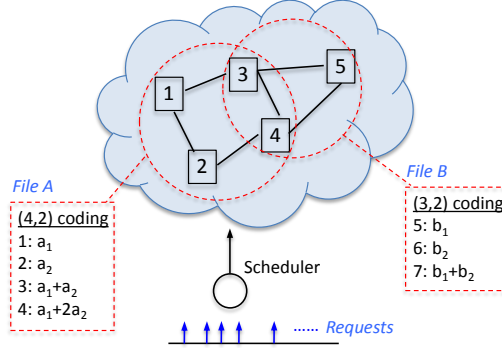 1
3
5
2
4
File A
(4,2) coding
1: a1
2: a2
3: a1+a2
4: a1+2a2
File B
(3,2) coding
5: b1
6: b2
7: b1+b2
Scheduler
...... Requests